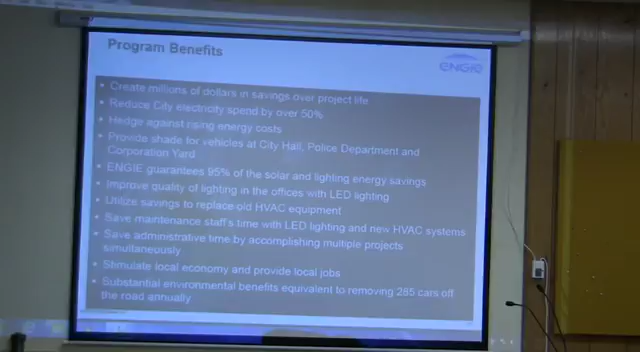 Program Benefits
ENGIE
• Create millions of dollars in savings over project life
• Reduce City electricity spend by over 50%
• Hedge against rising energy costs
• Provide shade for vehicles at City Hall, Police Department and
Corporation Yard
• ENGIE guarantees 95% of the solar and lighting energy savings
• Improve quality of lighting in the offices with LED lighting
• Utilize savings to replace old HVAC equipment
• Save maintenance staff's time with LED lighting and new HVAC systems
• Save administrative time by accomplishing multiple projects
simultaneously
• Stimulate local economy and provide local jobs
• Substantial environmental benefits equivalent to removing 285 cars off
the road annually